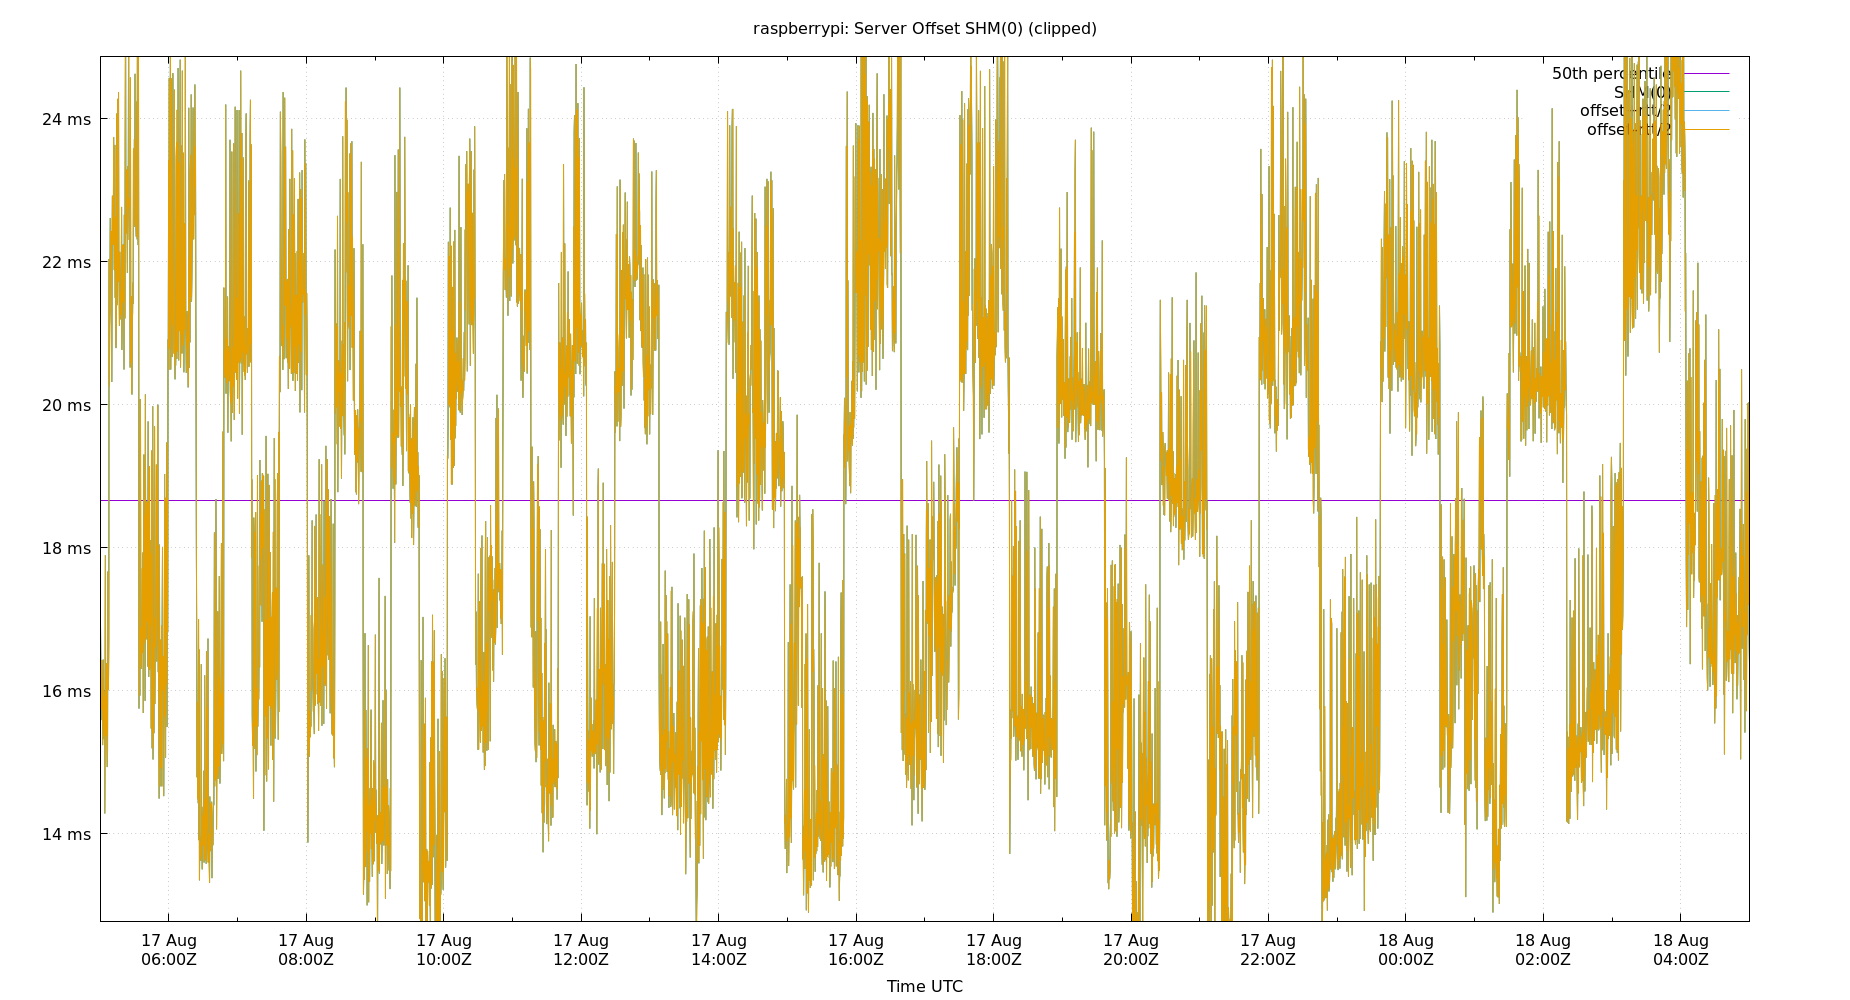 raspberrypi: Server Offset SHM(0) (clipped)
50th percentile
SHM(0)
offset-rtt/2
24 ms
22 ms
20 ms
18 ms
16 ms
14 ms
17 Aug 17 Aug 17 Aug 17 Aug 17 Aug 17 Aug 17 Aug 17 Aug 17 Aug 18 Aug 18 Aug 18 Aug
06:00Z 08:00Z 10:00Z 12:00Z 14:00Z 16:00Z 18:00Z 20:00Z 22:00Z 00:00Z 02:00Z 04:00Z
Time UTC